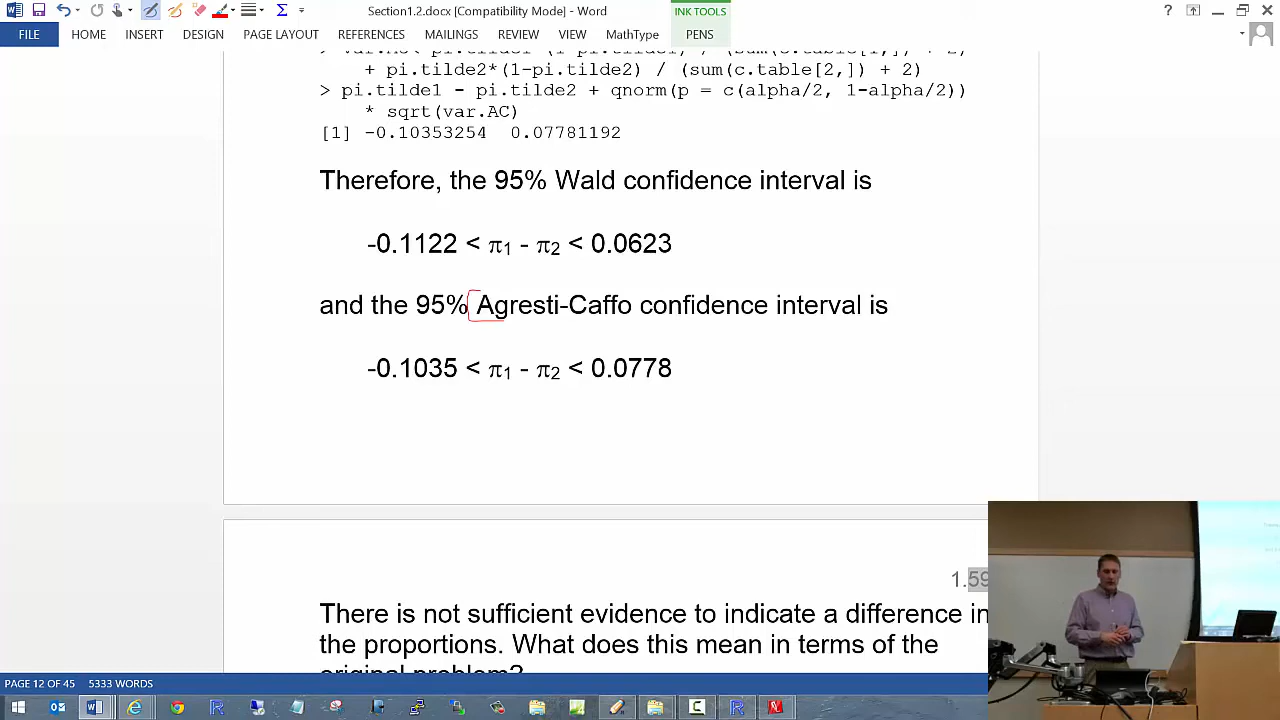 Section1.2.docx [Compatibility Mode] - Word
INK TOOLS
FILE HOME INSERT DESIGN PAGE LAYOUT REFERENCES MAILINGS REVIEW VIEW MathType PENS
+ pi.tilde2*(1-pi.tilde2) / (sum(c.table[2,]) + 2)
> pi.tilde1 - pi.tilde2 + qnorm(p = c(alpha/2, 1-alpha/2))
* sqrt(var.AC)
[1] -0.10353254 0.07781192
Therefore, the 95% Wald confidence interval is
-0.1122 < π1 - π2 < 0.0623
and the 95% Agresti-Caffo confidence interval is
-0.1035 < π1 - π2 < 0.0778
1.59
There is not sufficient evidence to indicate a difference in
the proportions. What does this mean in terms of the
original problem?
PAGE 12 OF 45 5333 WORDS